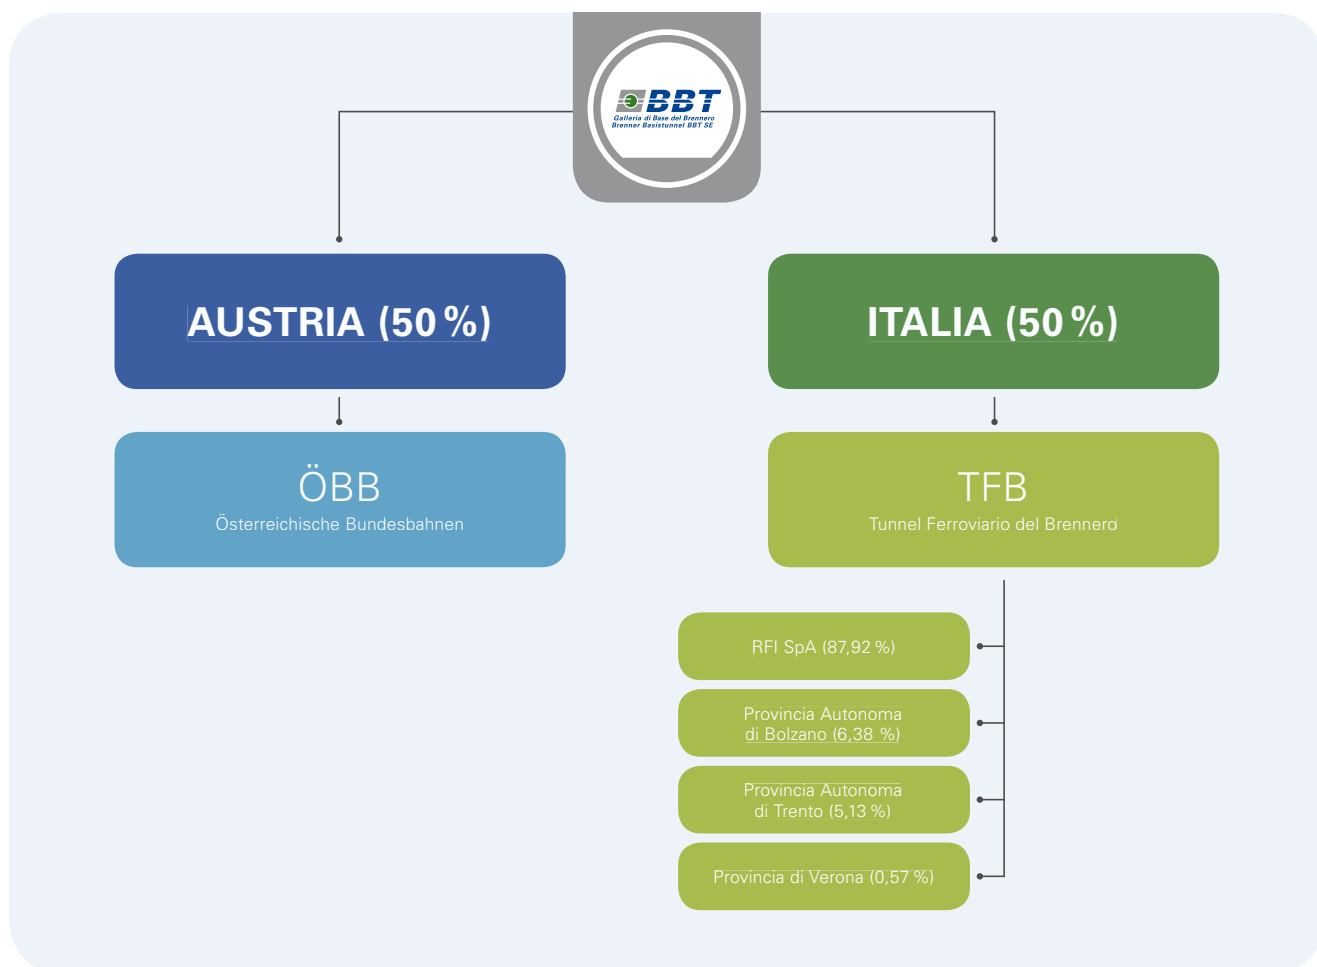 BBT
Galleria di Base del Brennero
Brenner Basistunnel BBT SE
AUSTRIA (50 %)
ITALIA (50 %)
ÖBB
Österreichische Bundesbahnen
TFB
Tunnel Ferroviario del Brennero
RFI SpA (87,92 %)
Provincia Autonoma
di Bolzano (6,38 %)
Provincia Autonoma
di Trento (5,13 %)
Provincia di Verona (0,57 %)